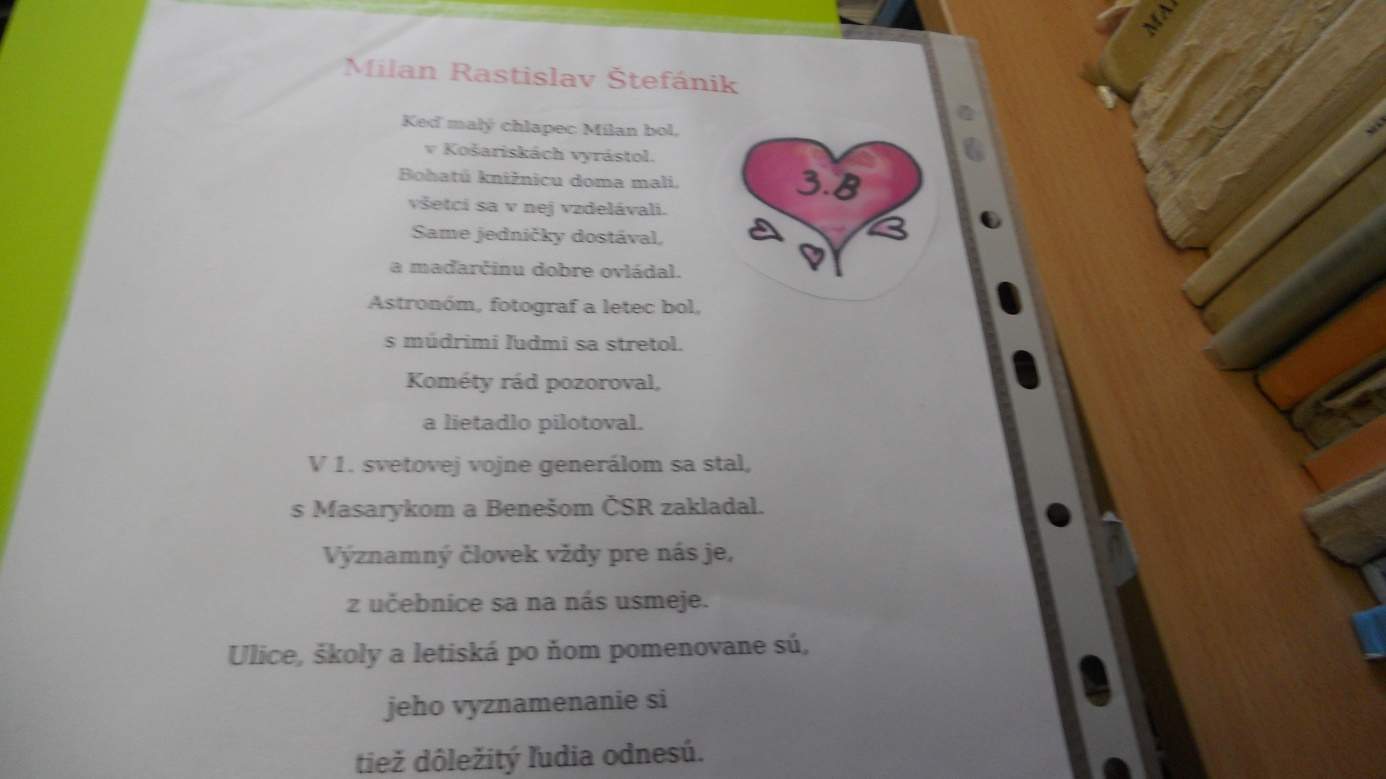 Milan Rastislav Štefánik
Keď malý chlapec Milan bol,
v Košariskách vyrástol.
Bohatú knižnicu doma mali,
všetci sa v nej vzdelávali.
Same jedničky dostával,
a maďarčinu dobre ovládal.
Astronóm, fotograf a letec bol,
s múdrimi ľuďmi sa stretol.
Kométy rád pozoroval,
a lietadlo pilotoval.
V 1. svetovej vojne generálom sa stal,
s Masarykom a Benešom ČSR zakladal.
Významný človek vždy pre nás je,
z učebnice sa na nás usmeje.
Ulice, školy a letiská po ňom pomenovane sú,
jeho vyznamenanie si
tiež dôležitý ľudia odnesú.
3.B